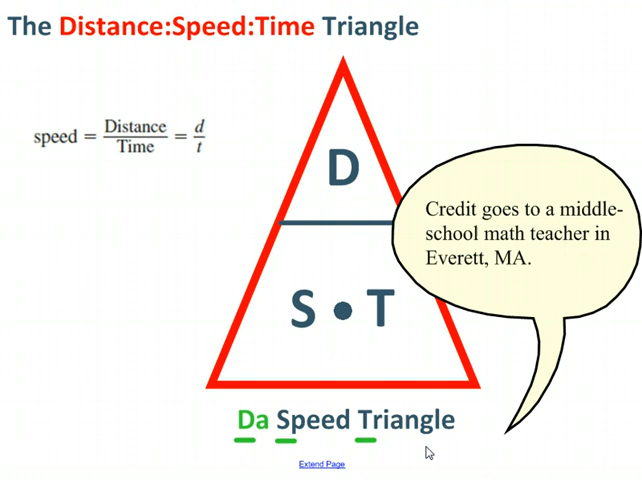 The Distance:Speed:Time Triangle
speed = Distance/Time = d/t
D
Credit goes to a middle-
school math teacher in
Everett, MA.
S • T
Da Speed Triangle
Extend Page